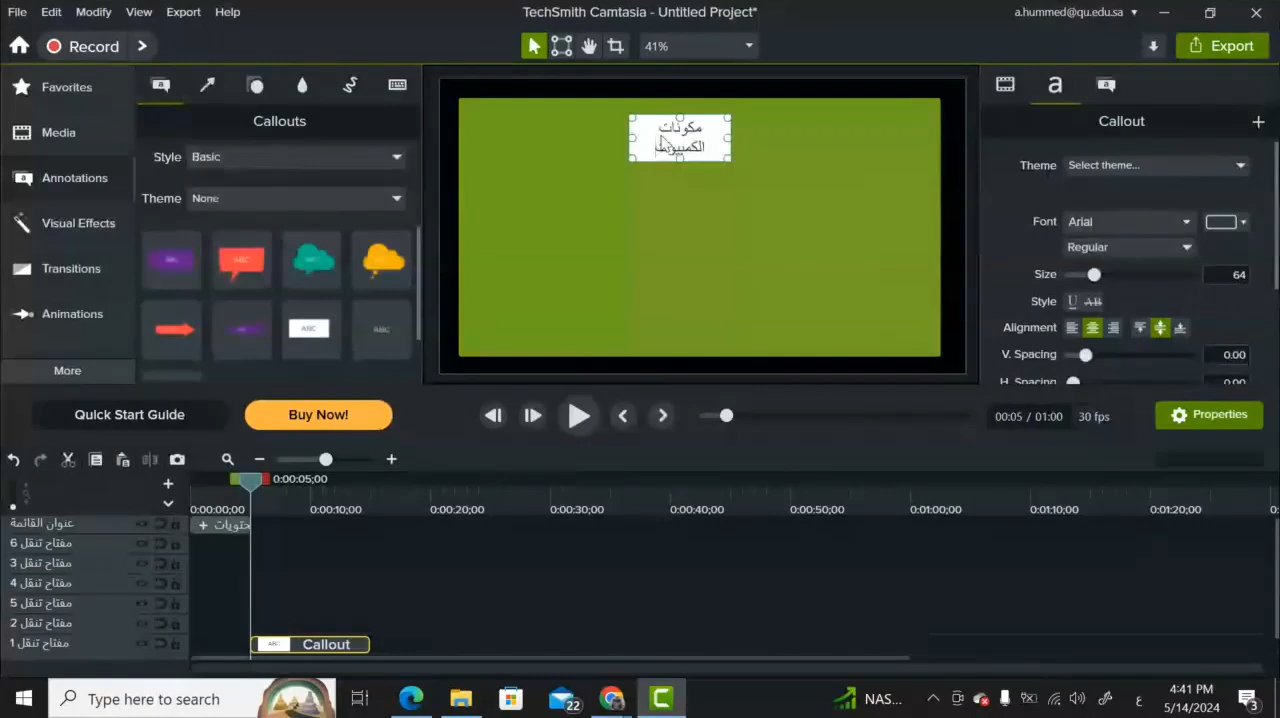 File Edit Modify View Export Help
TechSmith Camtasia - Untitled Project*
a.hummed@qu.edu.sa
Record
41%
Export
Favorites
Media
Annotations
Visual Effects
Transitions
Animations
More
Callouts
Style Basic
Theme None
ABC
ABC
ABC
مكونات
الكمبيوتر
Callout
Theme Select theme...
Font Arial
Regular
Size 64
Style U AB
Alignment
V. Spacing 0.00
H. Spacing 0.00
Quick Start Guide
Buy Now!
00:05 / 01:00 30 fps
Properties
0:00:05;00
0:00:00;00 0:00:10;00 0:00:20;00 0:00:30;00 0:00:40;00 0:00:50;00 0:01:00;00 0:01:10;00 0:01:20;00
عنوان القائمة
مفتاح تنقل 6
مفتاح تنقل 3
مفتاح تنقل 4
مفتاح تنقل 5
مفتاح تنقل 2
مفتاح تنقل 1
ABC Callout
Type here to search
22
NAS...
ع
4:41 PM
5/14/2024
3